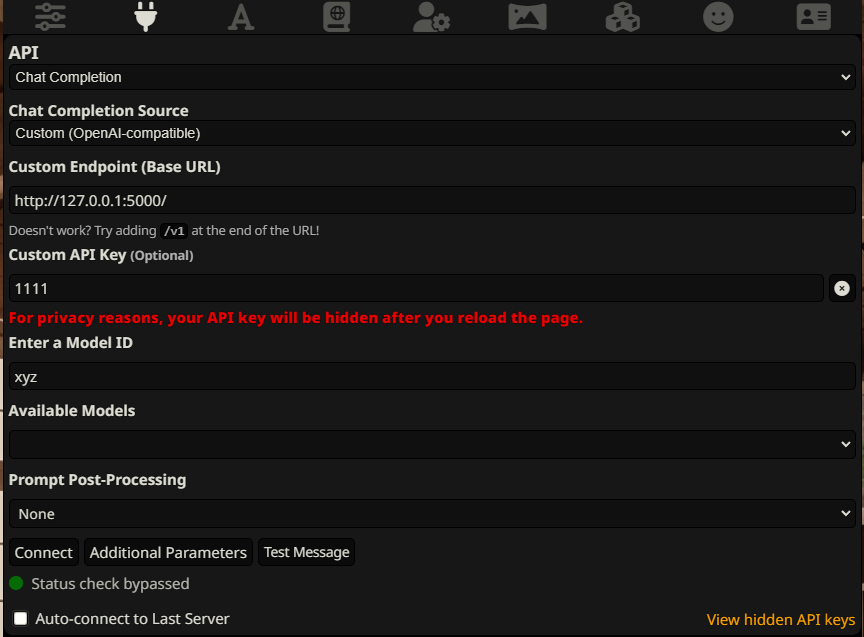 API
Chat Completion
Chat Completion Source
Custom (OpenAI-compatible)
Custom Endpoint (Base URL)
http://127.0.0.1:5000/
Doesn't work? Try adding /v1 at the end of the URL!
Custom API Key (Optional)
1111
For privacy reasons, your API key will be hidden after you reload the page.
Enter a Model ID
xyz
Available Models
Prompt Post-Processing
None
Connect Additional Parameters Test Message
Status check bypassed
Auto-connect to Last Server View hidden API keys